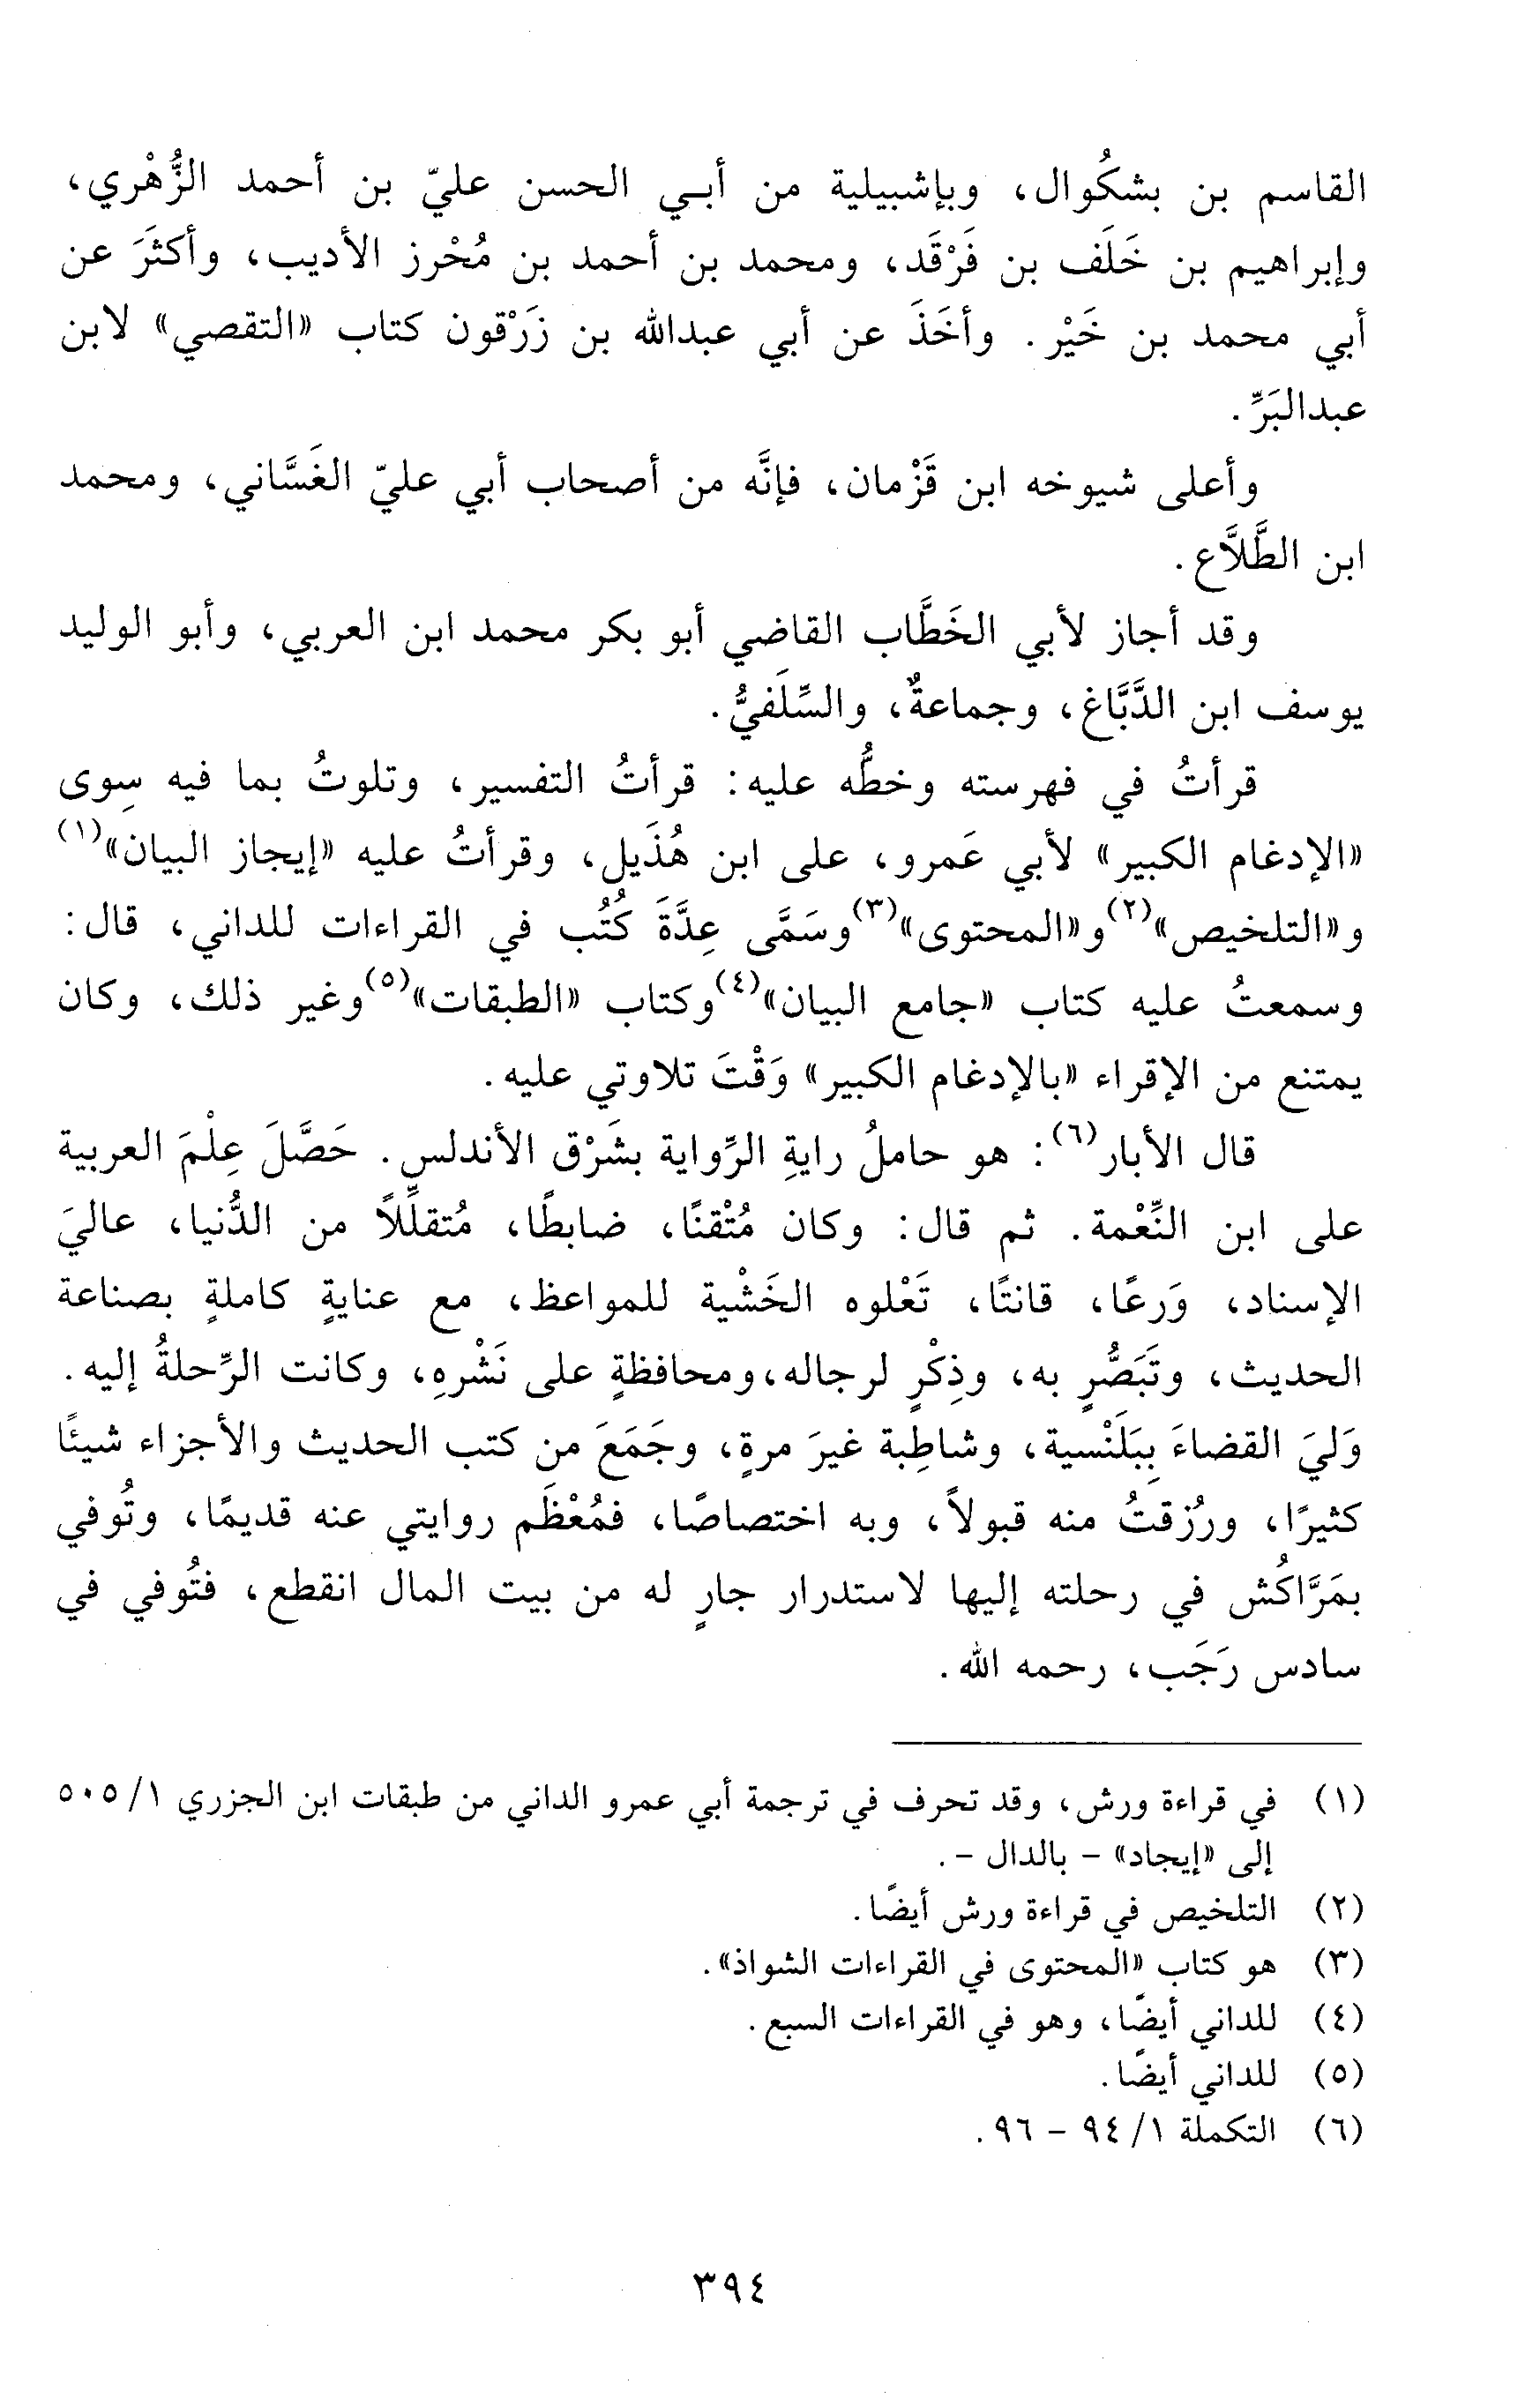 القاسم بن بشكُوال، وبإشبيلية من أبـي الحسن عليّ بن أحمد الزُّهْري،
وإبراهيم بن خَلَف بن فَرْقَد، ومحمد بن أحمد بن مُحْرز الأديب، وأكثَرَ عن
أبي محمد بن خَيْر. وأخَذَ عن أبي عبدالله بن زَرْقون كتاب «التقصي» لابن
عبدالبَرِّ.
وأعلى شيوخه ابن قَزْمان، فإنَّه من أصحاب أبي عليّ الغَسَّاني، ومحمد
ابن الطَّلاَّع.
وقد أجاز لأبي الخَطَّاب القاضي أبو بكر محمد ابن العربي، وأبو الوليد
يوسف ابن الدَّبَّاغ، وجماعةٌ، والسِّلَفيُّ.
قرأتُ في فهرسته وخطُّه عليه: قرأتُ التفسير، وتلوتُ بما فيه سِوى
«الإدغام الكبير» لأبي عَمرو، على ابن هُذَيل، وقرأتُ عليه «إيجاز البيان»(١)
و«التلخيص»(٢) و«المحتوى»(٣) وسَمَّى عِدَّةَ كُتُب في القراءات للداني، قال:
وسمعتُ عليه كتاب «جامع البيان»(٤) وكتاب «الطبقات»(٥) وغير ذلك، وكان
يمتنع من الإقراء «بالإدغام الكبير» وَقْتَ تلاوتي عليه.
قال الأبار(٦): هو حاملُ رايةِ الرِّواية بشَرْق الأندلس. حَصَّلَ عِلْمَ العربية
على ابن النِّعْمة. ثم قال: وكان مُتْقنًا، ضابطًا، مُتقلِّلاً من الدُّنيا، عاليَ
الإسناد، وَرعًا، قانتًا، تَعْلوه الخَشْية للمواعظ، مع عنايةٍ كاملةٍ بصناعة
الحديث، وتَبَصُّرٍ به، وذِكْرٍ لرجاله، ومحافظةٍ على نَشْرهِ، وكانت الرِّحلةُ إليه.
وَليَ القضاءَ بِبَلَنْسية، وشاطِبة غيرَ مرةٍ، وجَمَعَ من كتب الحديث والأجزاء شيئًا
كثيرًا، ورُزقتُ منه قبولاً، وبه اختصاصًا، فمُعْظَم روايتي عنه قديمًا، وتُوفي
بمَرَّاكُش في رحلته إليها لاستدرار جارٍ له من بيت المال انقطع، فتُوفي في
سادس رَجَب، رحمه الله.
(١) في قراءة ورش، وقد تحرف في ترجمة أبي عمرو الداني من طبقات ابن الجزري ١/ ٥٠٥
إلى «إيجاد» - بالدال -.
(٢) التلخيص في قراءة ورش أيضًا.
(٣) هو كتاب «المحتوى في القراءات الشواذ».
(٤) للداني أيضًا، وهو في القراءات السبع.
(٥) للداني أيضًا.
(٦) التكملة ١/ ٩٤ - ٩٦.
٣٩٤